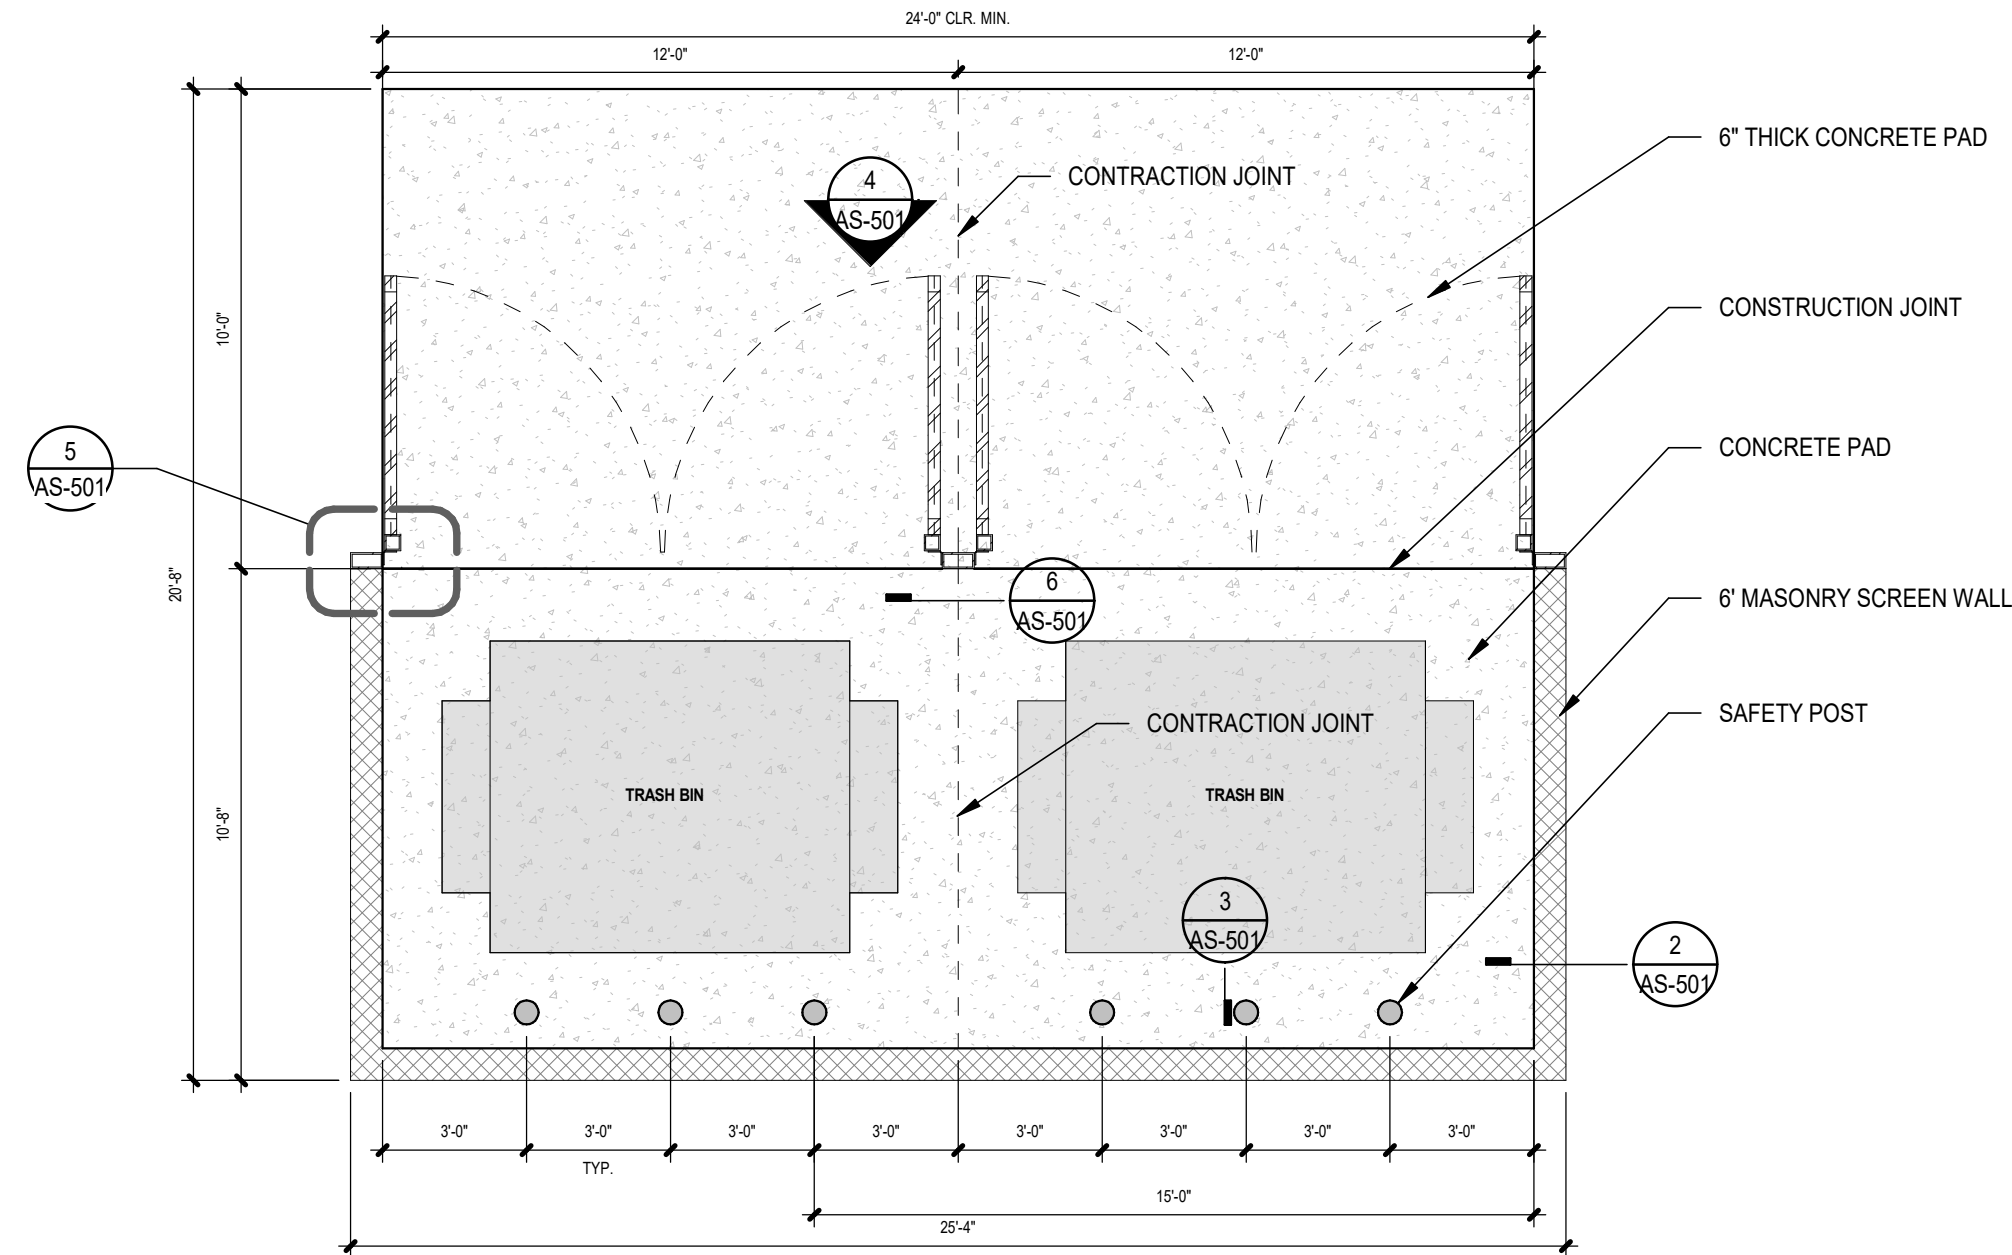 24'-0" CLR. MIN.
12'-0"
12'-0"
6" THICK CONCRETE PAD
4
AS-501
CONTRACTION JOINT
10'-0"
CONSTRUCTION JOINT
5
AS-501
CONCRETE PAD
20'-8"
6
AS-501
6' MASONRY SCREEN WALL
CONTRACTION JOINT
SAFETY POST
TRASH BIN
TRASH BIN
10'-8"
3
AS-501
2
AS-501
3'-0"
3'-0"
3'-0"
3'-0"
3'-0"
3'-0"
3'-0"
3'-0"
TYP.
15'-0"
25'-4"